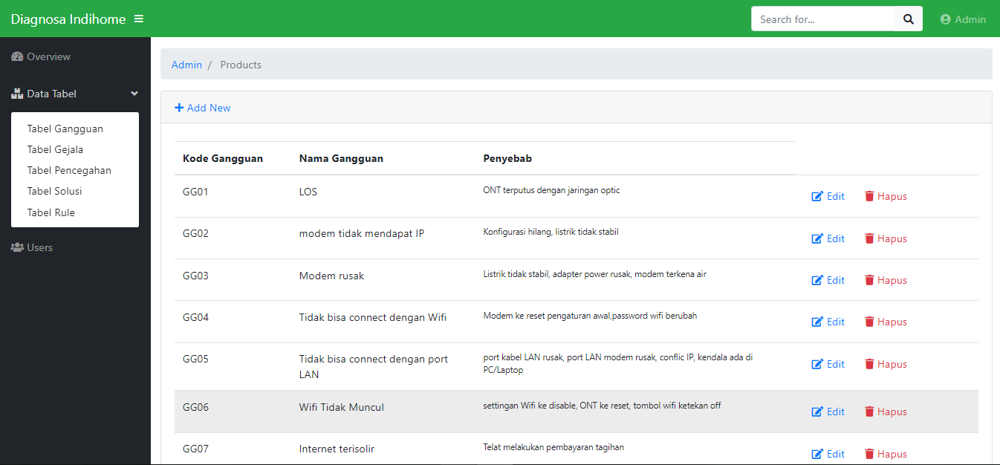 Diagnosa Indihome
Search for...
Admin
Overview
Data Tabel
Tabel Gangguan
Tabel Gejala
Tabel Pencegahan
Tabel Solusi
Tabel Rule
Users
Admin / Products
Add New
Kode Gangguan Nama Gangguan Penyebab
GG01 LOS ONT terputus dengan jaringan optic Edit Hapus
GG02 modem tidak mendapat IP Konfigurasi hilang, listrik tidak stabil Edit Hapus
GG03 Modem rusak Listrik tidak stabil, adapter power rusak, modem terkena air Edit Hapus
GG04 Tidak bisa connect dengan Wifi Modem ke reset pengaturan awal,password wifi berubah Edit Hapus
GG05 Tidak bisa connect dengan port port kabel LAN rusak, port LAN modem rusak, conflic IP, kendala ada di Edit Hapus
LAN PC/Laptop
GG06 Wifi Tidak Muncul settingan Wifi ke disable, ONT ke reset, tombol wifi ketekan off Edit Hapus
GG07 Internet terisolir Telat melakukan pembayaran tagihan Edit Hapus